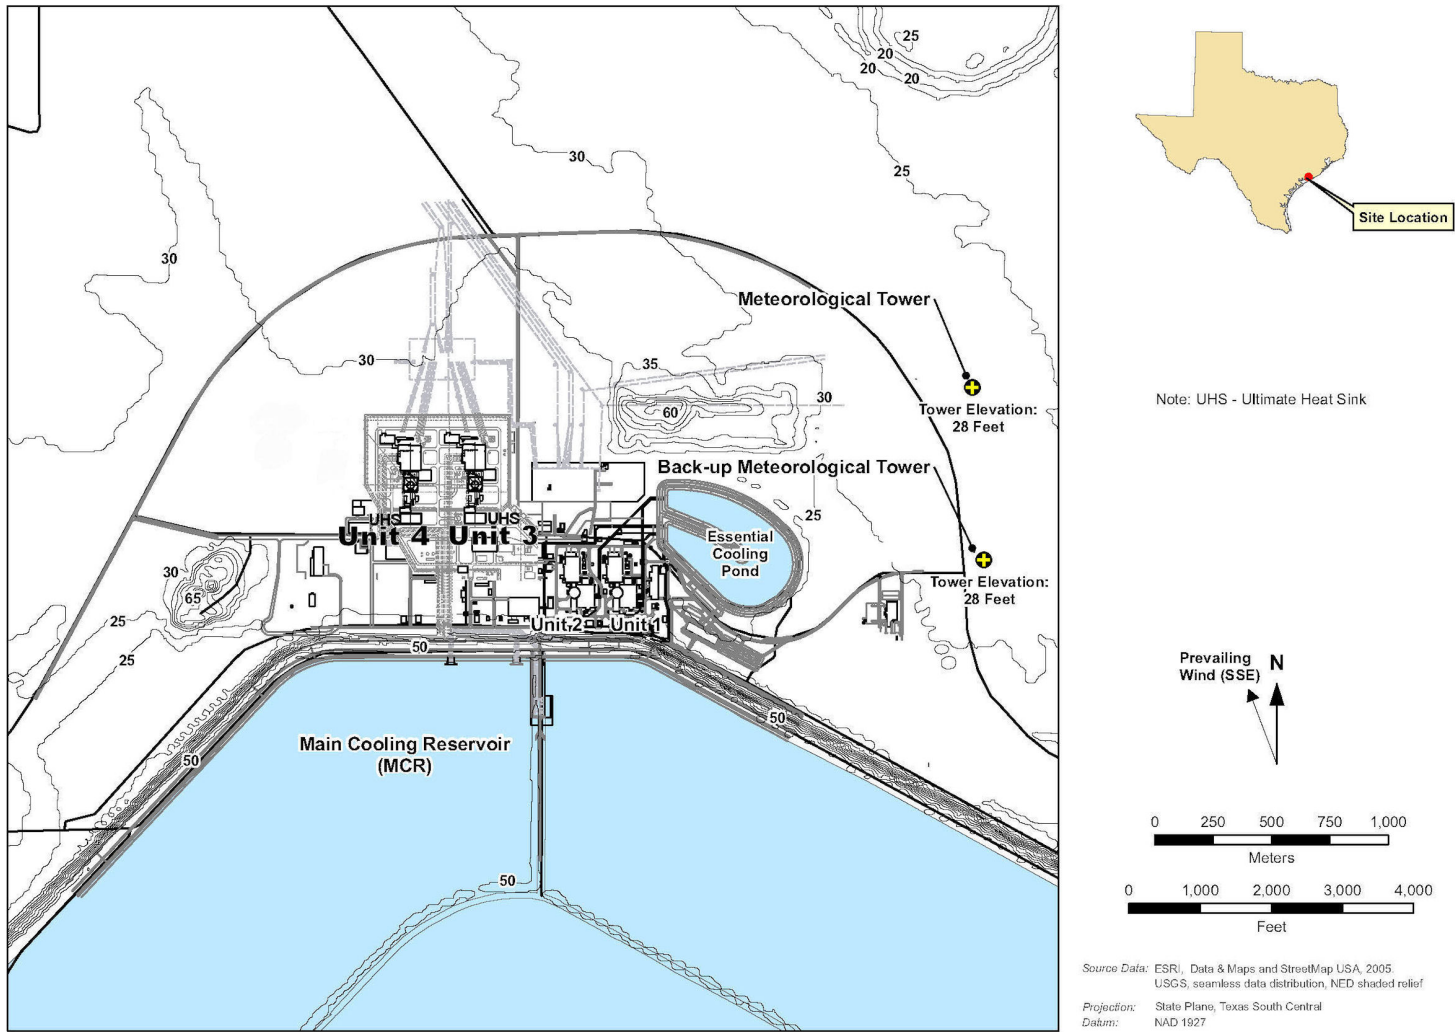 25
20
20
20
30
25
30
Meteorological Tower
30
35
30
60
Tower Elevation:
28 Feet
Back-up Meteorological Tower
25
UHS
UHS
Unit 4
Unit 3
Essential
Cooling
Pond
Tower Elevation:
28 Feet
30
65
25
25
Unit 2
Unit 1
50
50
50
Main Cooling Reservoir
(MCR)
50
Site Location
Note: UHS - Ultimate Heat Sink
Prevailing
Wind (SSE)
N
0 250 500 750 1,000
Meters
0 1,000 2,000 3,000 4,000
Feet
Source Data: ESRI, Data & Maps and StreetMap USA, 2005.
USGS, seamless data distribution, NED shaded relief
Projection: State Plane, Texas South Central
Datum: NAD 1927